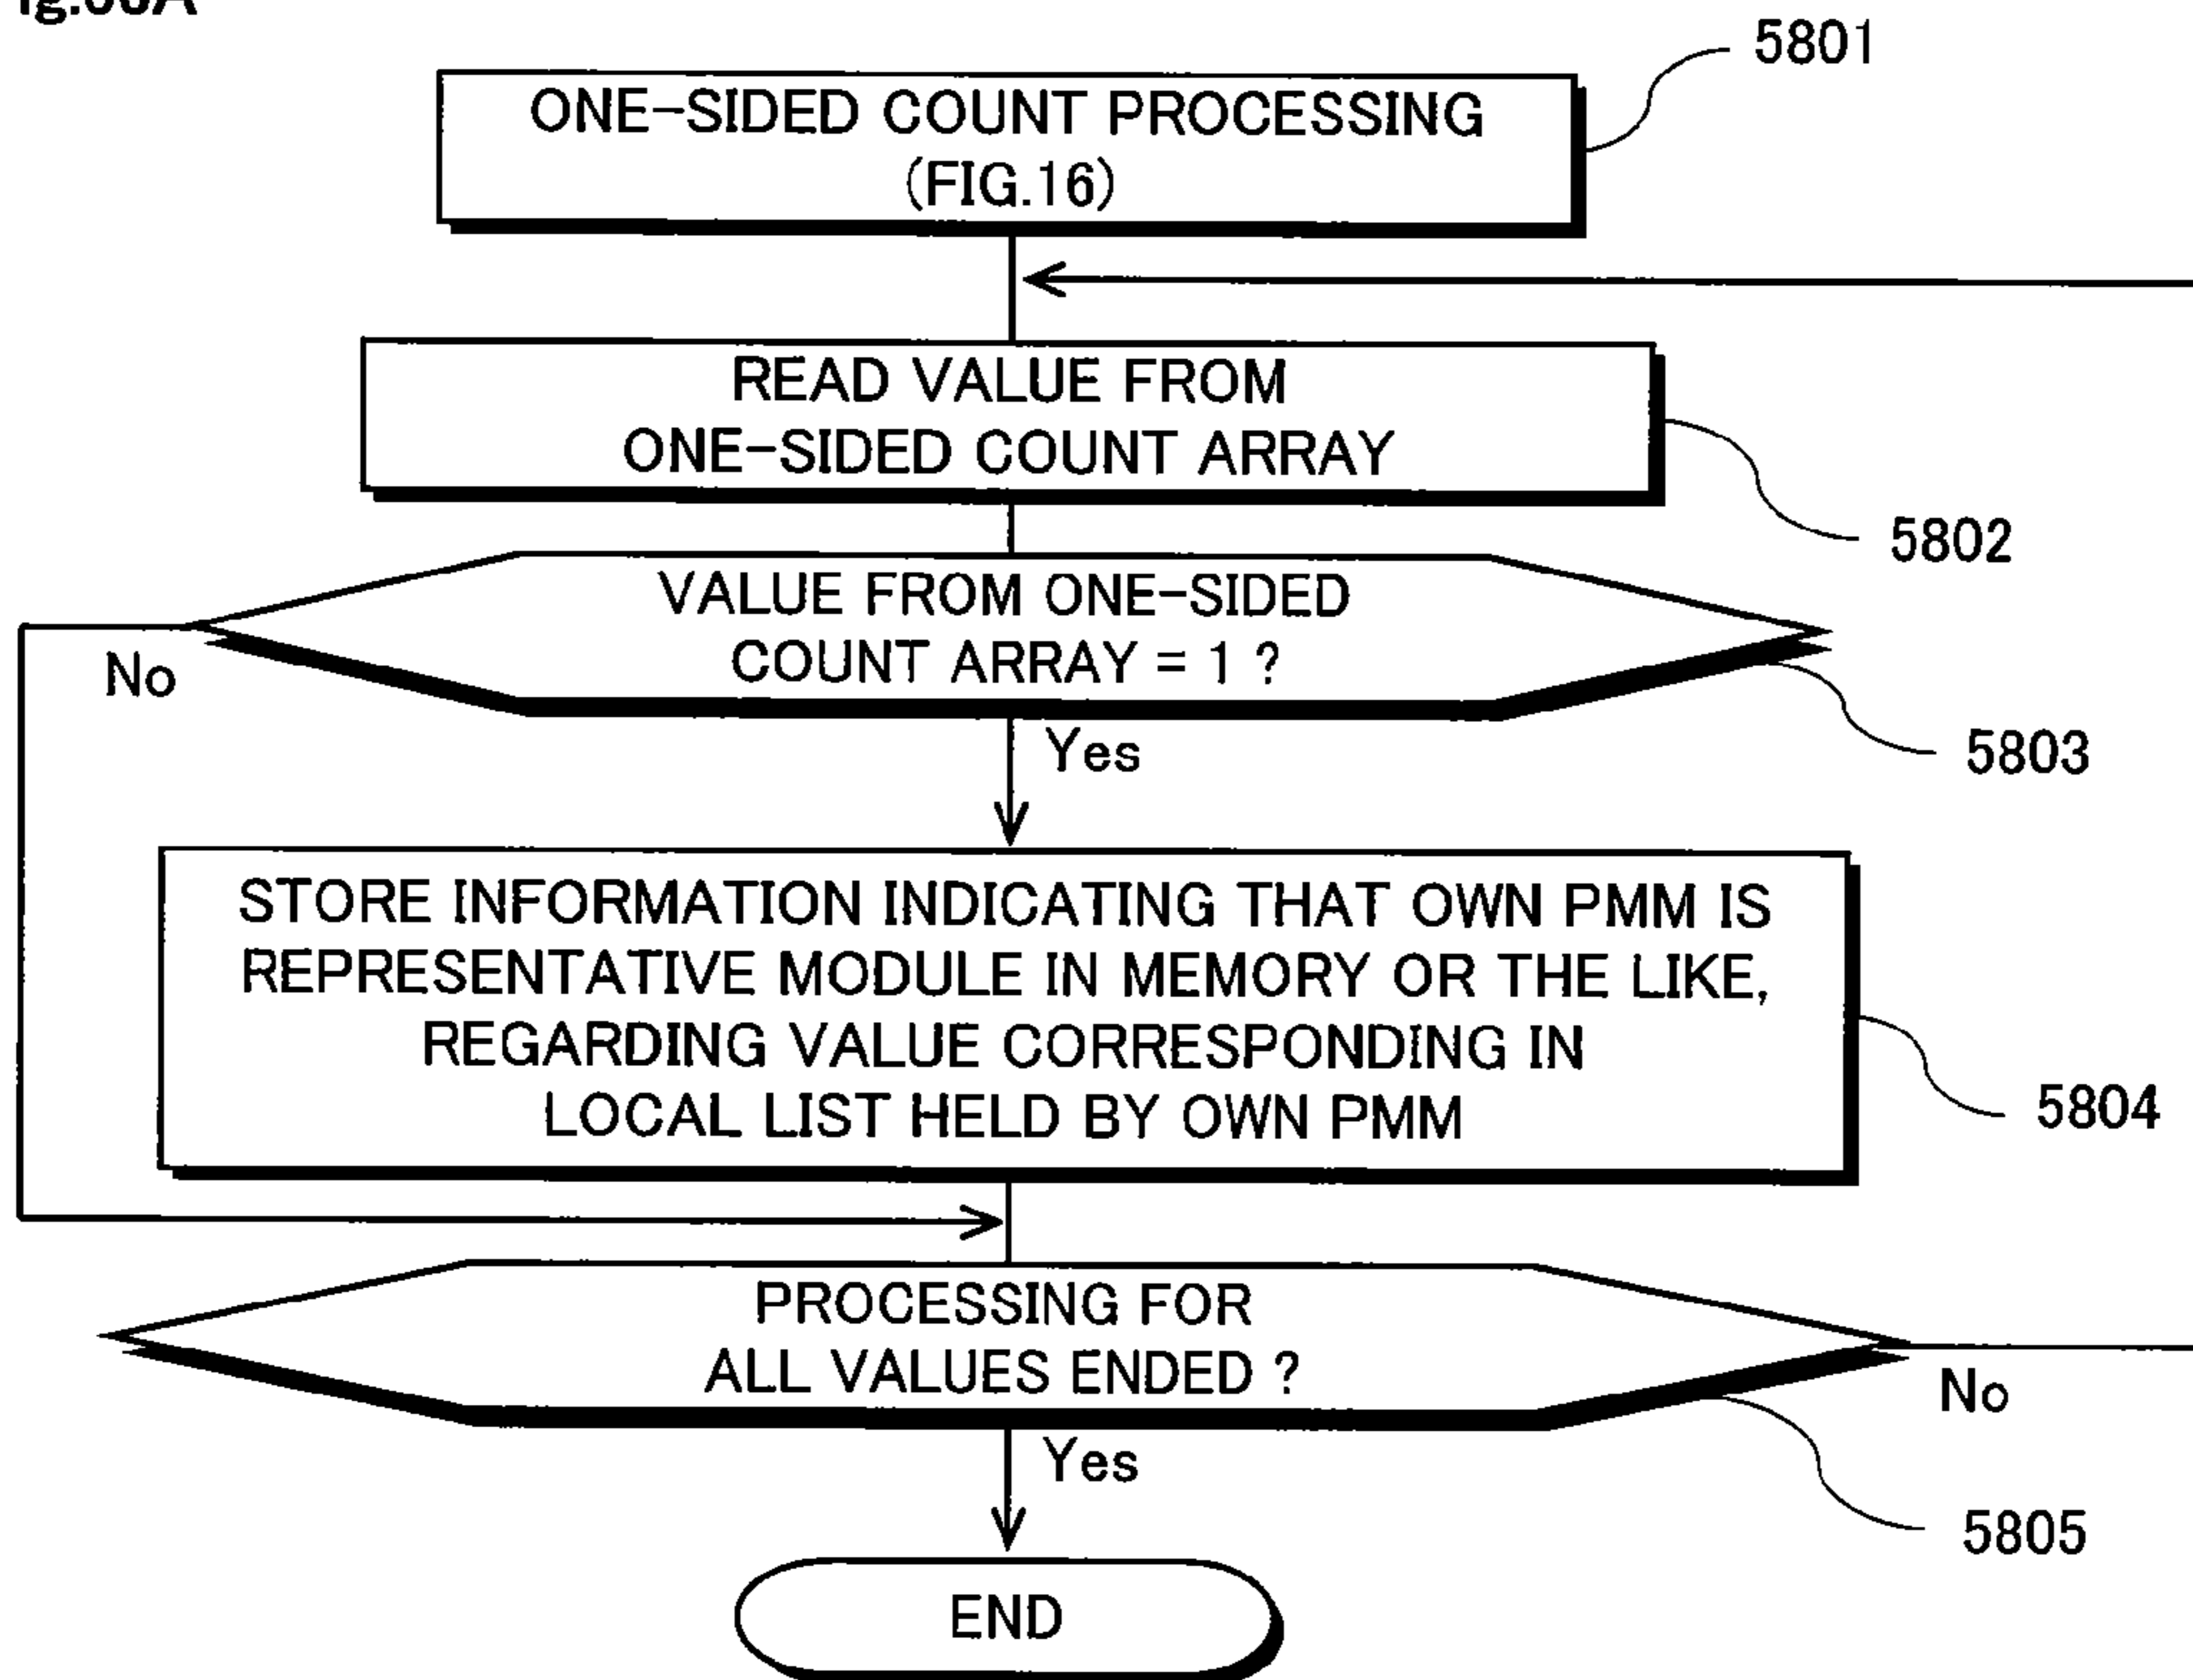 5801
ONE-SIDED COUNT PROCESSING
(FIG.16)
READ VALUE FROM
ONE-SIDED COUNT ARRAY
5802
VALUE FROM ONE-SIDED
COUNT ARRAY = 1 ?
No
5803
Yes
STORE INFORMATION INDICATING THAT OWN PMM IS
REPRESENTATIVE MODULE IN MEMORY OR THE LIKE,
REGARDING VALUE CORRESPONDING IN
LOCAL LIST HELD BY OWN PMM
5804
PROCESSING FOR
ALL VALUES ENDED ?
No
Yes
5805
END